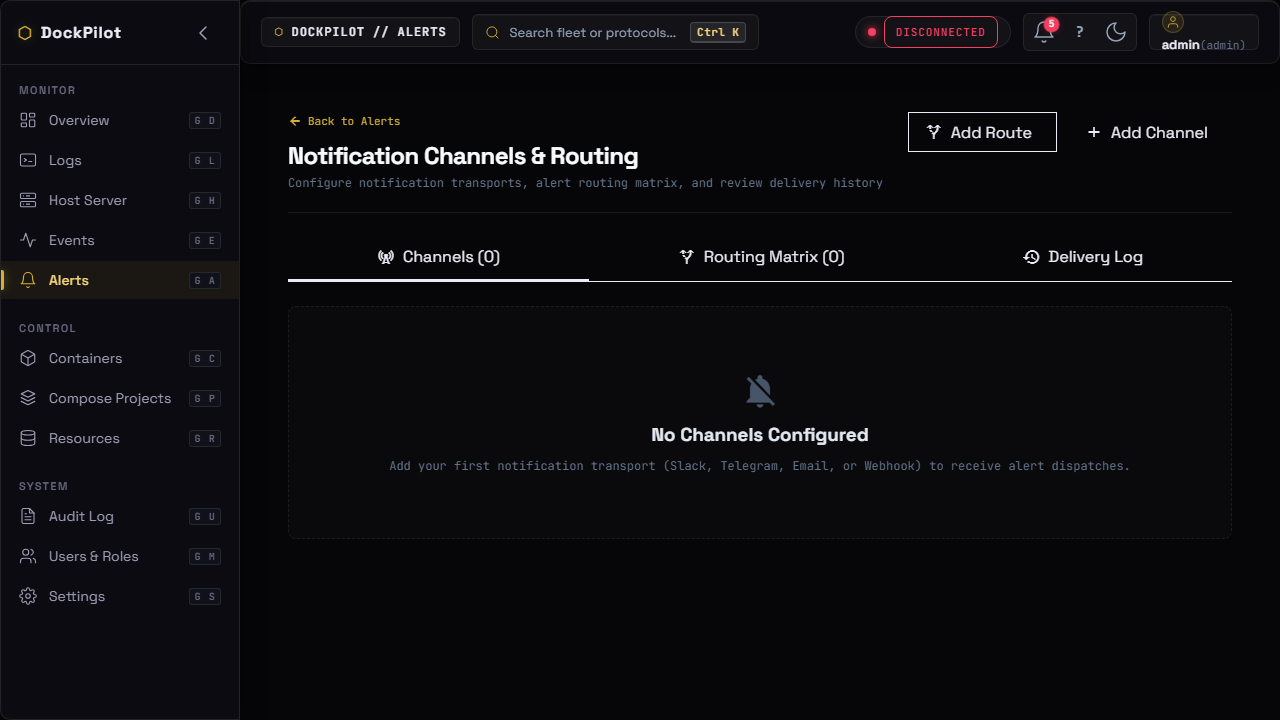 DockPilot
MONITOR
Overview G D
Logs G L
Host Server G H
Events G E
Alerts G A
CONTROL
Containers G C
Compose Projects G P
Resources G R
SYSTEM
Audit Log G U
Users & Roles G M
Settings G S
DOCKPILOT // ALERTS
Search fleet or protocols... Ctrl K
DISCONNECTED
5
?
admin(admin)
Back to Alerts
Notification Channels & Routing
Configure notification transports, alert routing matrix, and review delivery history
Add Route
Add Channel
Channels (0)
Routing Matrix (0)
Delivery Log
No Channels Configured
Add your first notification transport (Slack, Telegram, Email, or Webhook) to receive alert dispatches.